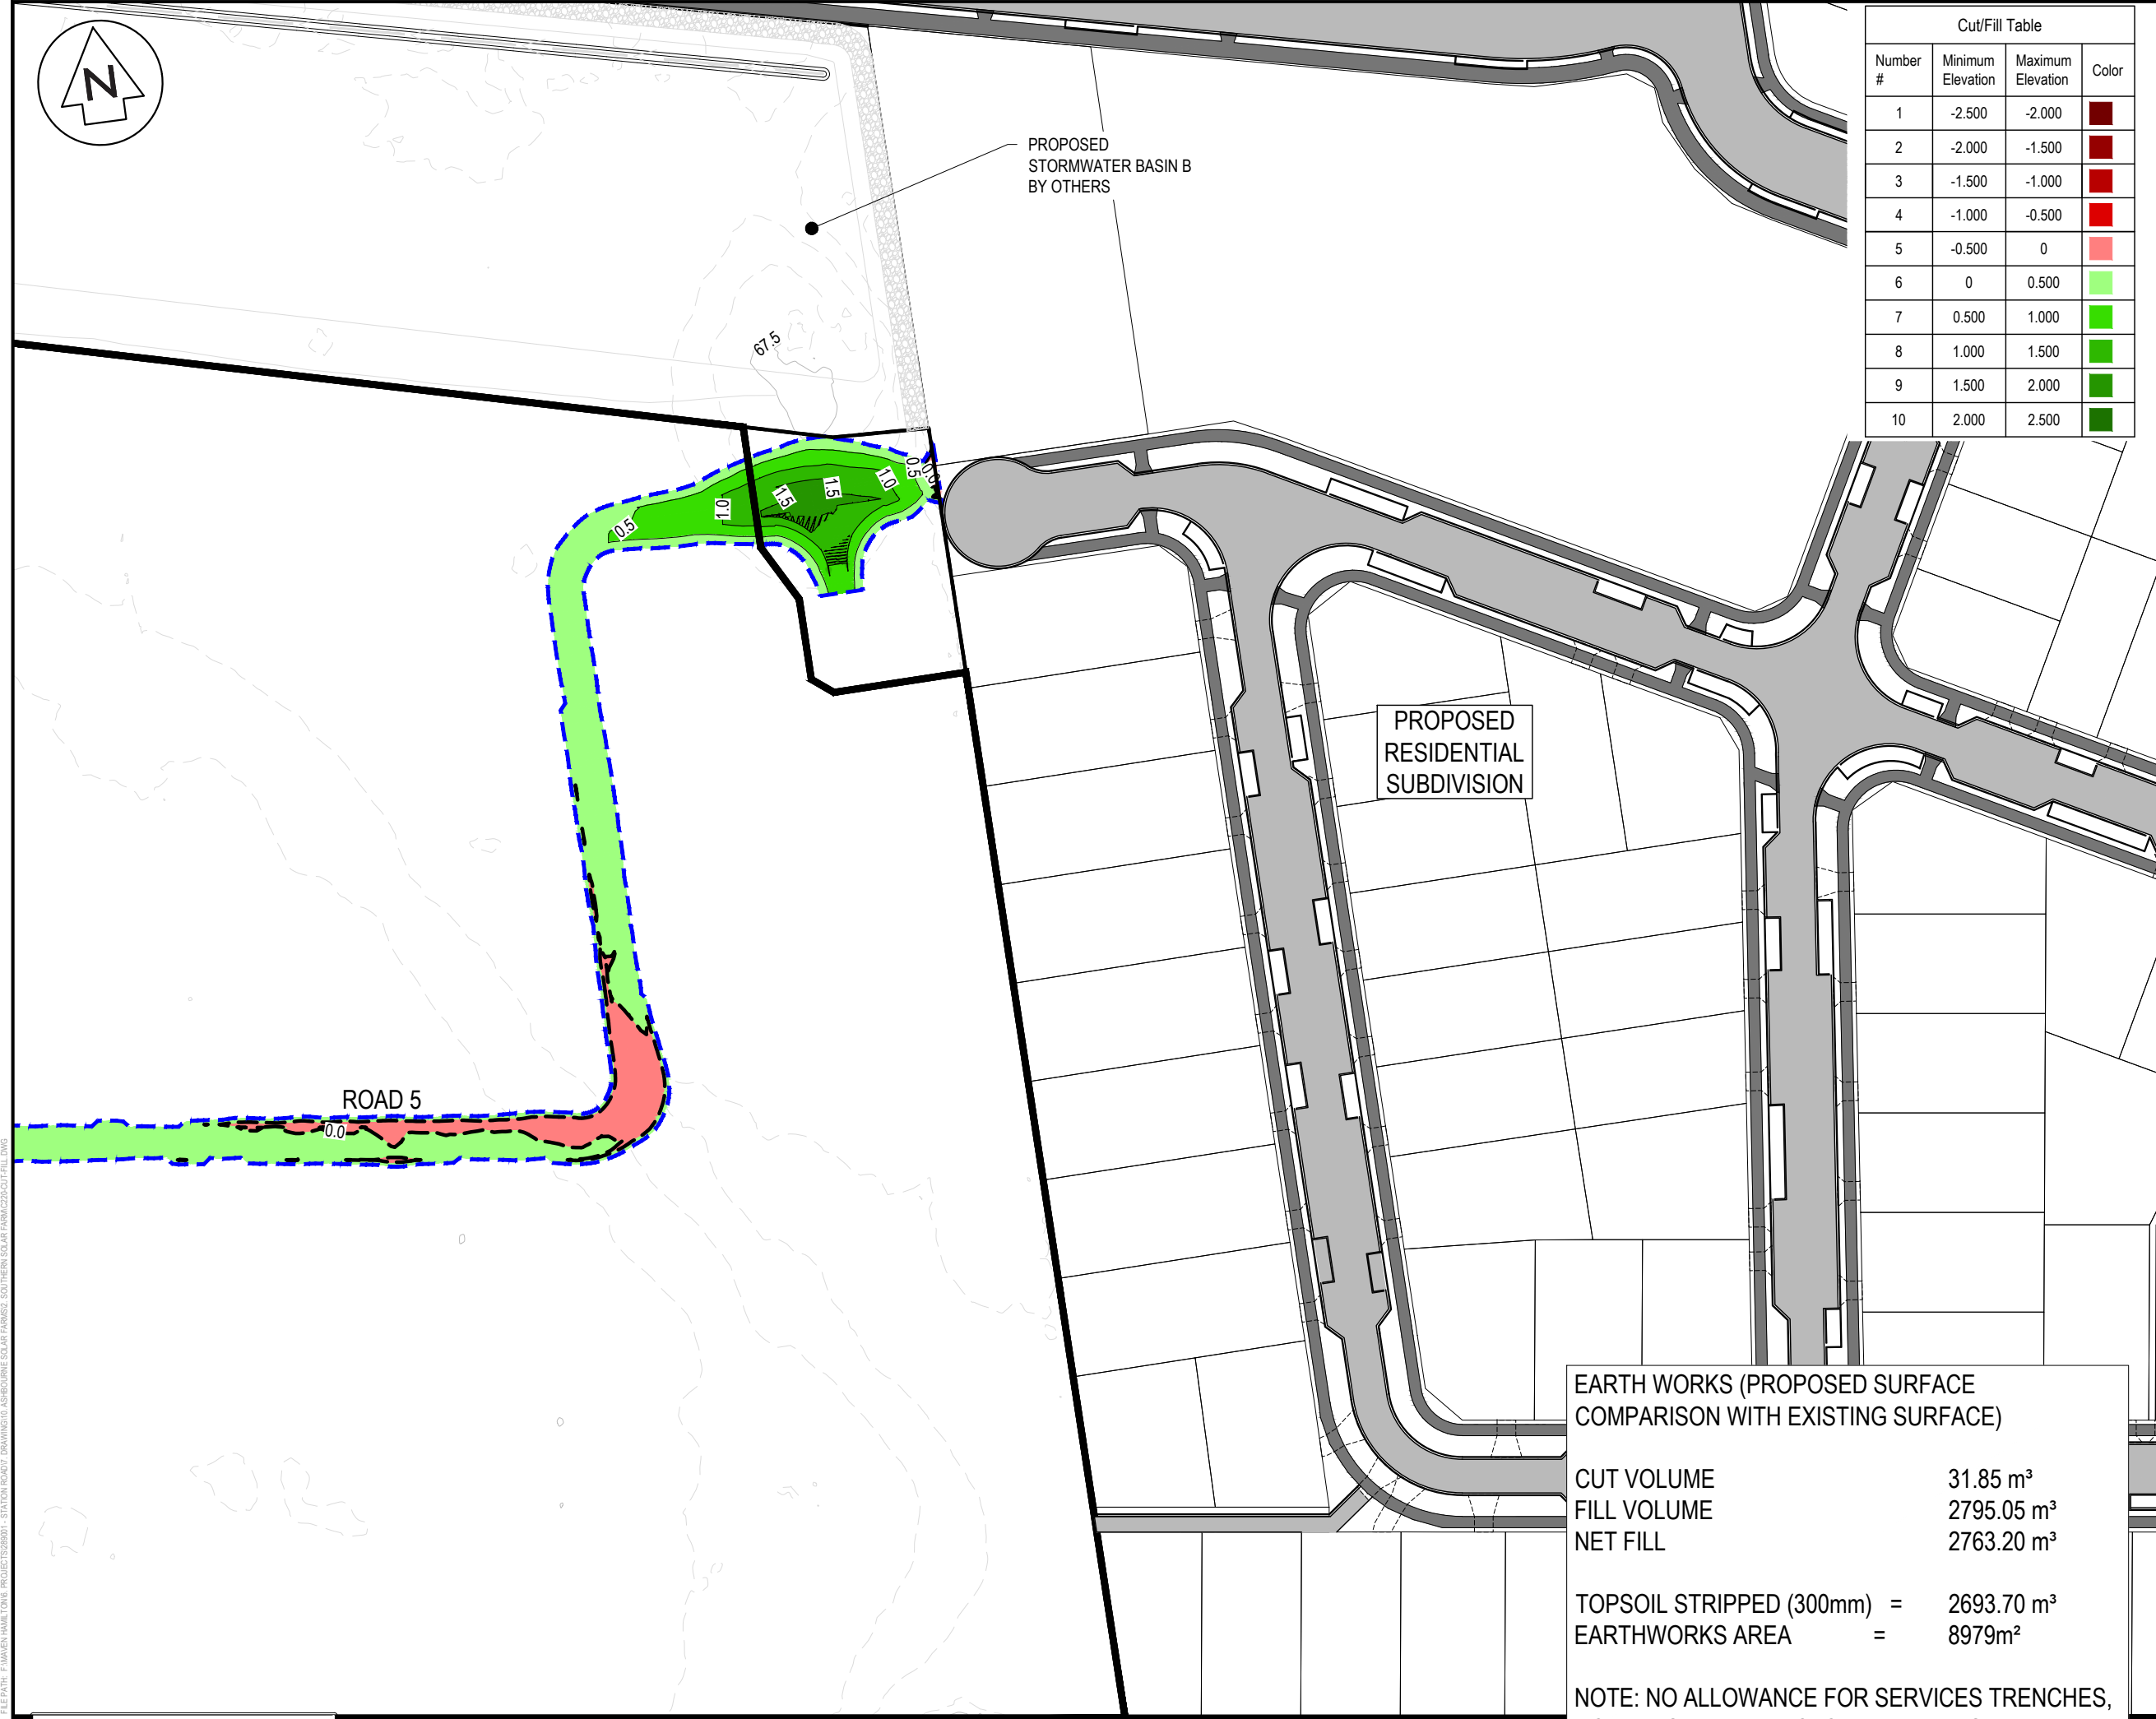 N
PROPOSED
STORMWATER BASIN B
BY OTHERS
Cut/Fill Table
Number # Minimum Elevation Maximum Elevation Color
1 -2.500 -2.000
2 -2.000 -1.500
3 -1.500 -1.000
4 -1.000 -0.500
5 -0.500 0
6 0 0.500
7 0.500 1.000
8 1.000 1.500
9 1.500 2.000
10 2.000 2.500
67.5
0.5
1.0
1.5
1.5
1.0
0.5
0.0
PROPOSED
RESIDENTIAL
SUBDIVISION
ROAD 5
0.0
EARTH WORKS (PROPOSED SURFACE
COMPARISON WITH EXISTING SURFACE)
CUT VOLUME 31.85 m³
FILL VOLUME 2795.05 m³
NET FILL 2763.20 m³
TOPSOIL STRIPPED (300mm) = 2693.70 m³
EARTHWORKS AREA = 8979m²
NOTE: NO ALLOWANCE FOR SERVICES TRENCHES,